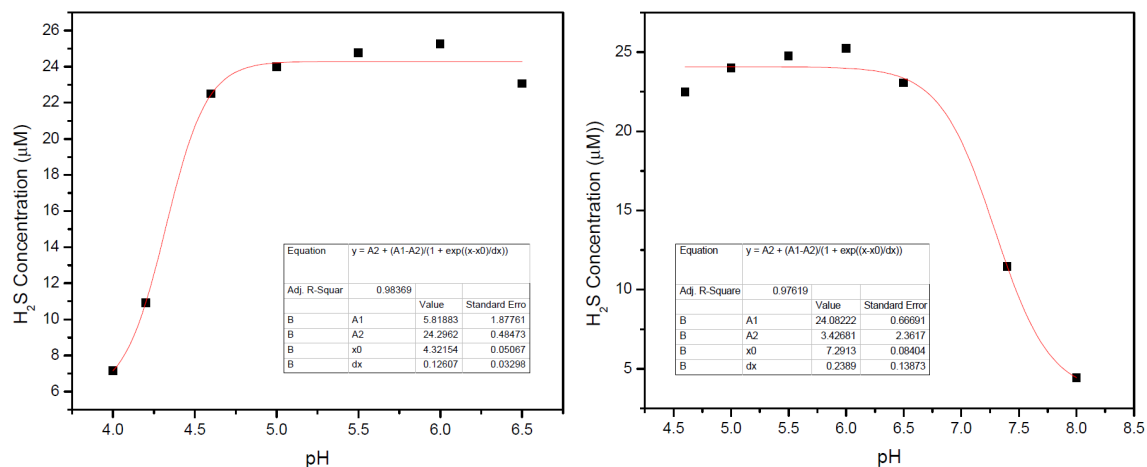 26
24
22
20
18
16
14
12
10
8
6
H2S Concentration (μM)
4.0 4.5 5.0 5.5 6.0 6.5
pH
Equation y = A2 + (A1-A2)/(1 + exp((x-x0)/dx))
Adj. R-Squar 0.98369
Value Standard Erro
B A1 5.81883 1.87761
B A2 24.2962 0.48473
B x0 4.32154 0.05067
B dx 0.12607 0.03298
25
20
15
10
5
H2S Concentration (μM))
5.0 5.5 6.0 6.5 7.0 7.5 8.0 8.5
pH
Equation y = A2 + (A1-A2)/(1 + exp((x-x0)/dx))
Adj. R-Square 0.97619
Value Standard Error
B A1 24.08222 0.66691
B A2 3.42681 2.3617
B x0 7.2913 0.08404
B dx 0.2389 0.13873